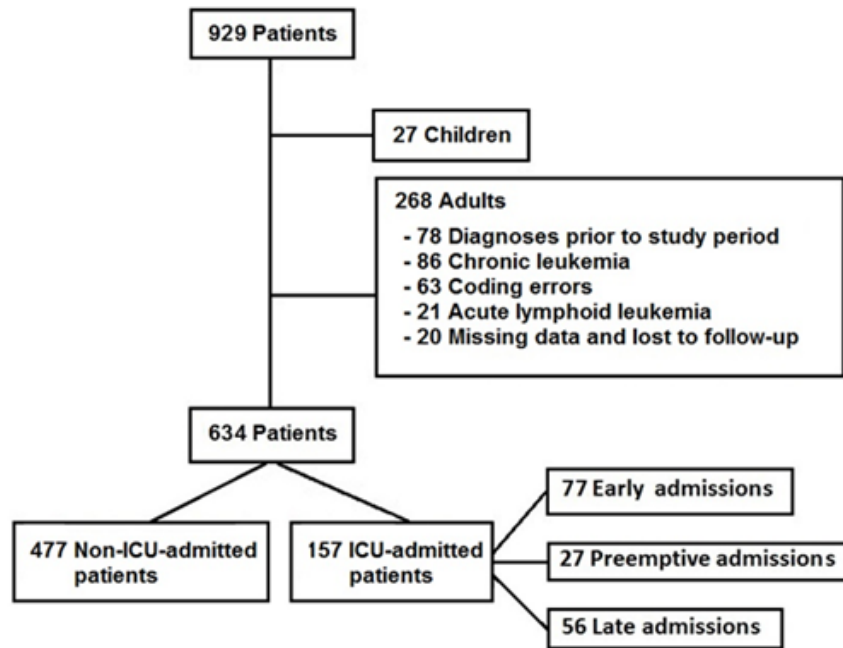 929 Patients
27 Children
268 Adults
- 78 Diagnoses prior to study period
- 86 Chronic leukemia
- 63 Coding errors
- 21 Acute lymphoid leukemia
- 20 Missing data and lost to follow-up
634 Patients
477 Non-ICU-admitted
patients
157 ICU-admitted
patients
77 Early admissions
27 Preemptive admissions
56 Late admissions